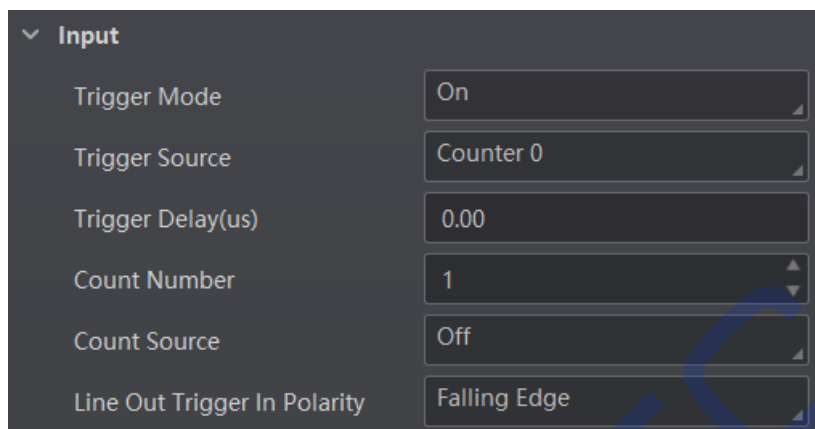 Input
Trigger Mode On
Trigger Source Counter 0
Trigger Delay(us) 0.00
Count Number 1
Count Source Off
Line Out Trigger In Polarity Falling Edge